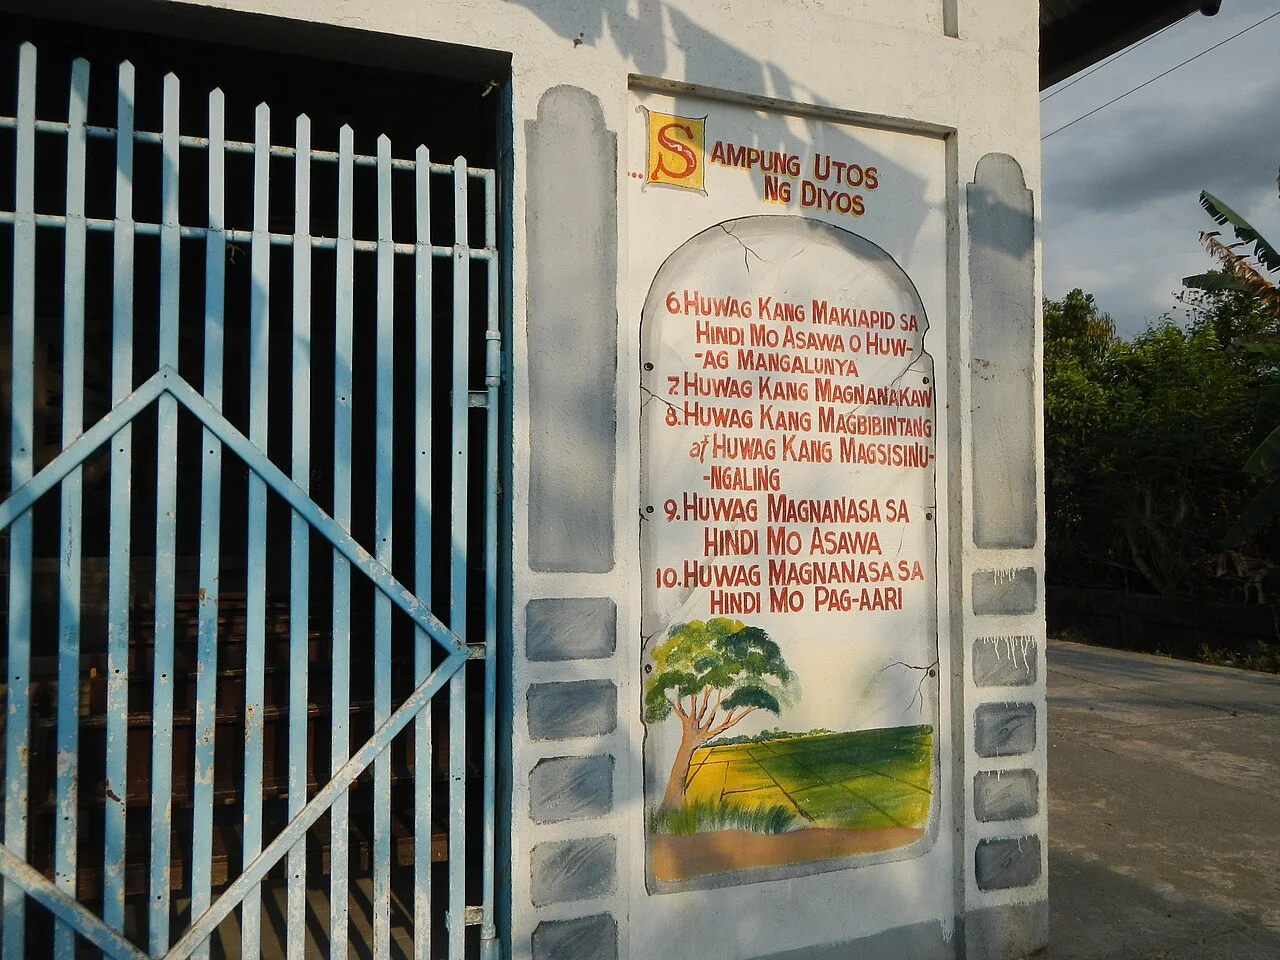 ...SAMPUNG UTOS
NG DIYOS
6. HUWAG KANG MAKIAPID SA
HINDI MO ASAWA O HUW-
-AG MANGALUNYA
7. HUWAG KANG MAGNANAKAW
8. HUWAG KANG MAGBIBINTANG
at HUWAG KANG MAGSISINU-
-NGALING
9. HUWAG MAGNANASA SA
HINDI MO ASAWA
10. HUWAG MAGNANASA SA
HINDI MO PAG-AARI